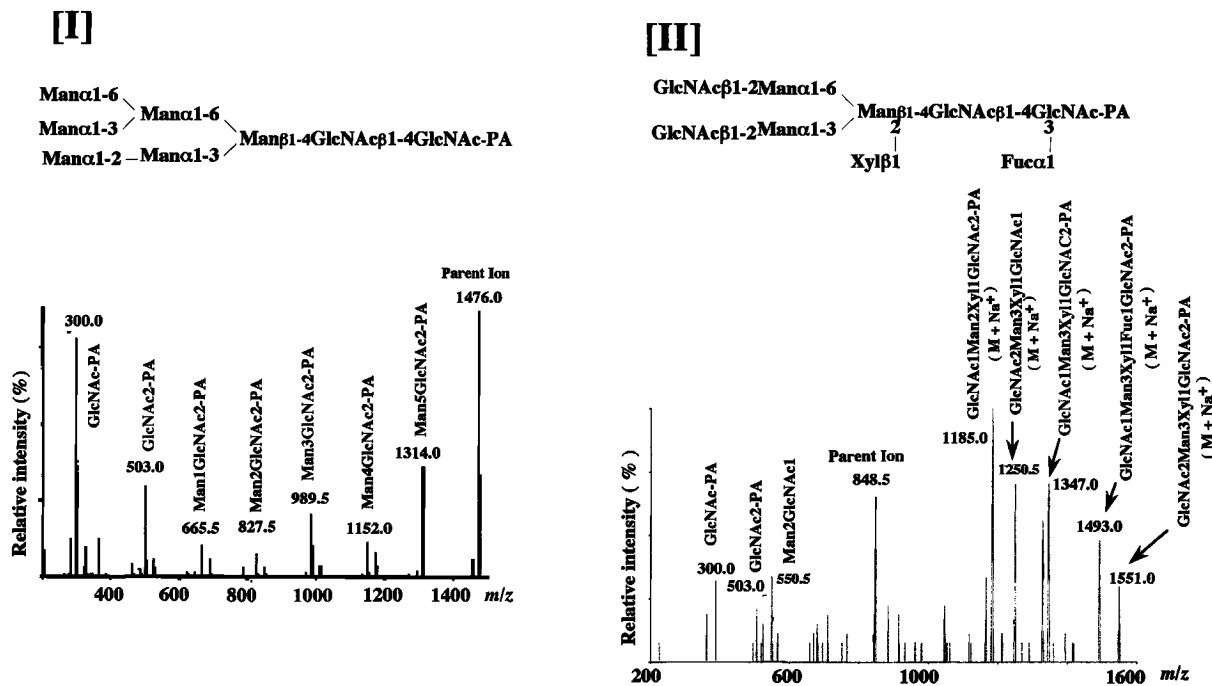 [I]
Manα1-6
Manα1-6
Manα1-3
Manβ1-4GlcNAcβ1-4GlcNAc-PA
Manα1-2
Manα1-3
Relative intensity (%)
300.0
GlcNAc-PA
GlcNAc2-PA
503.0
Man1GlcNAc2-PA
665.5
Man2GlcNAc2-PA
827.5
Man3GlcNAc2-PA
989.5
Man4GlcNAc2-PA
1152.0
Man5GlcNAc2-PA
1314.0
Parent Ion
1476.0
400
600
800
1000
1200
1400
m/z
[II]
GlcNAcβ1-2Manα1-6
Manβ1-4GlcNAcβ1-4GlcNAc-PA
GlcNAcβ1-2Manα1-3
2
3
Xylβ1
Fucα1
Relative intensity ( % )
GlcNAc-PA
300.0
GlcNAc2-PA
503.0
Man2GlcNAc1
550.5
Parent Ion
848.5
GlcNAc1Man2Xyl1GlcNAc2-PA
( M + Na+ )
1185.0
GlcNAc2Man3Xyl1GlcNAc1
( M + Na+ )
1250.5
GlcNAc1Man3Xyl1GlcNAC2-PA
( M + Na+ )
1347.0
GlcNAc1Man3Xyl1Fuc1GlcNAc2-PA
( M + Na+ )
1493.0
GlcNAc2Man3Xyl1GlcNAc2-PA
( M + Na+ )
1551.0
200
600
1000
1600
m/z